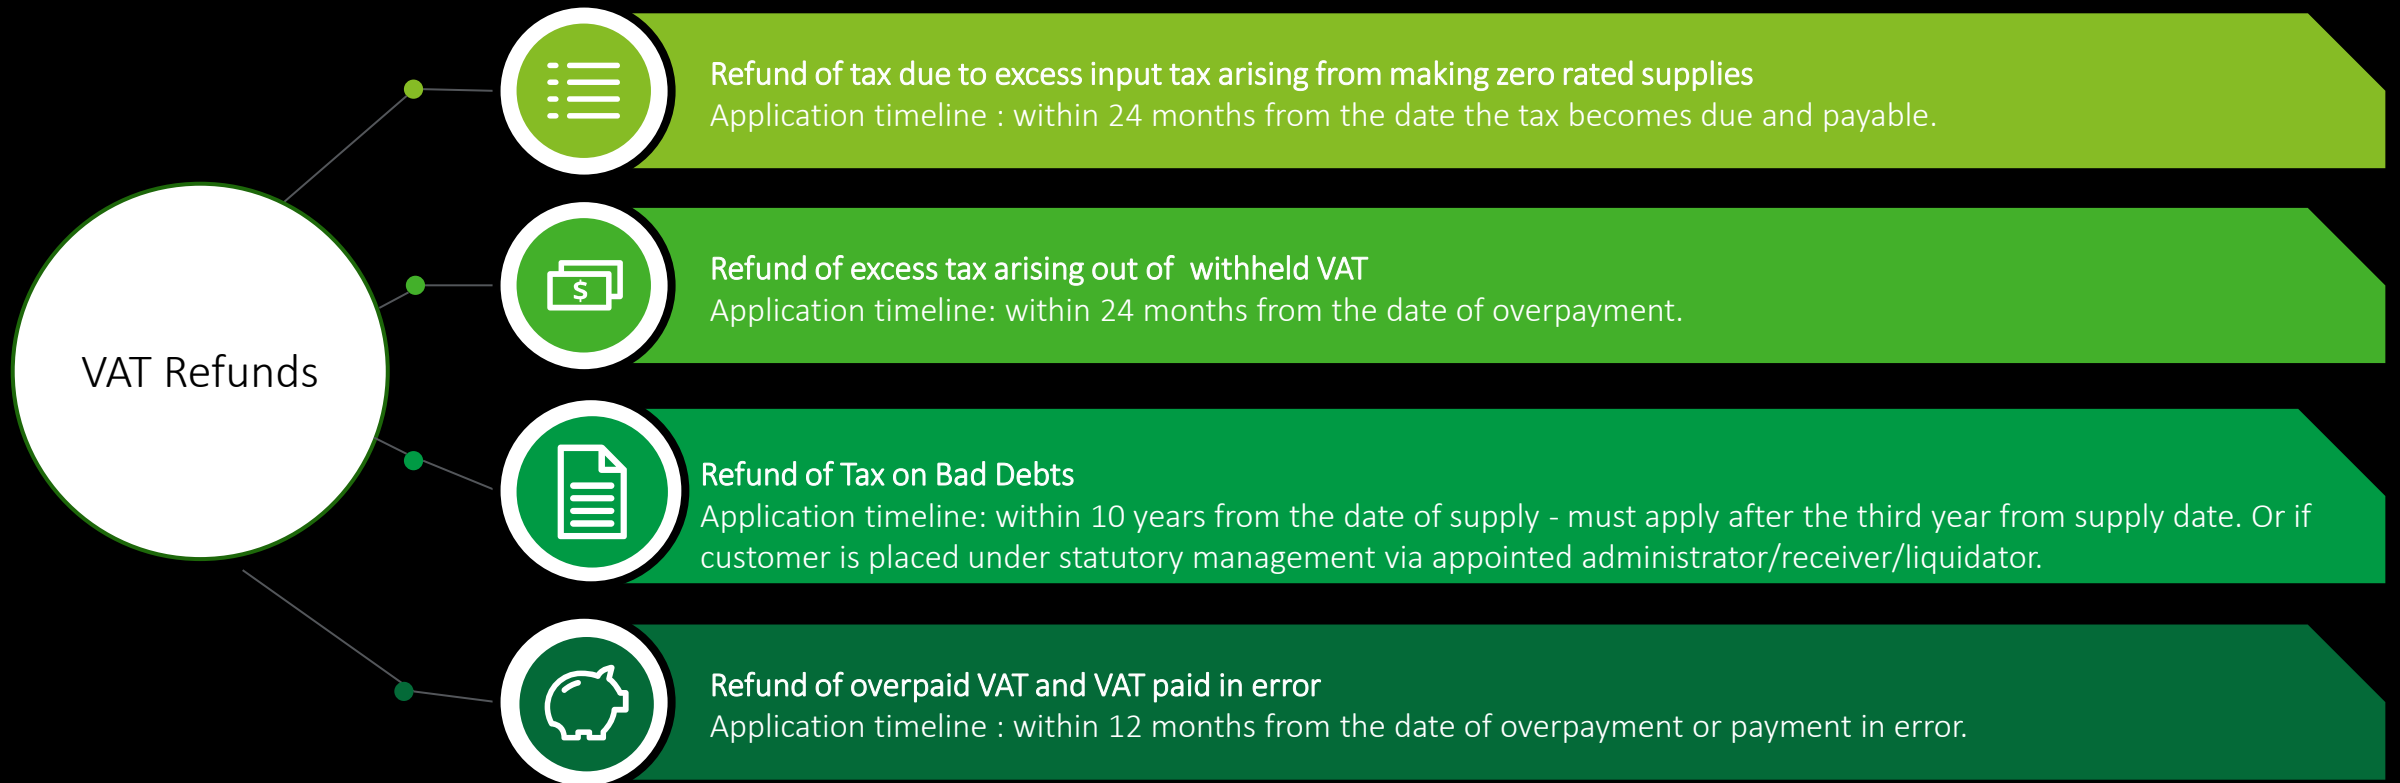 VAT Refunds
Refund of tax due to excess input tax arising from making zero rated supplies
Application timeline : within 24 months from the date the tax becomes due and payable.
$
Refund of excess tax arising out of  withheld VAT
Application timeline: within 24 months from the date of overpayment.
Refund of Tax on Bad Debts
Application timeline: within 10 years from the date of supply - must apply after the third year from supply date. Or if
customer is placed under statutory management via appointed administrator/receiver/liquidator.
Refund of overpaid VAT and VAT paid in error
Application timeline : within 12 months from the date of overpayment or payment in error.